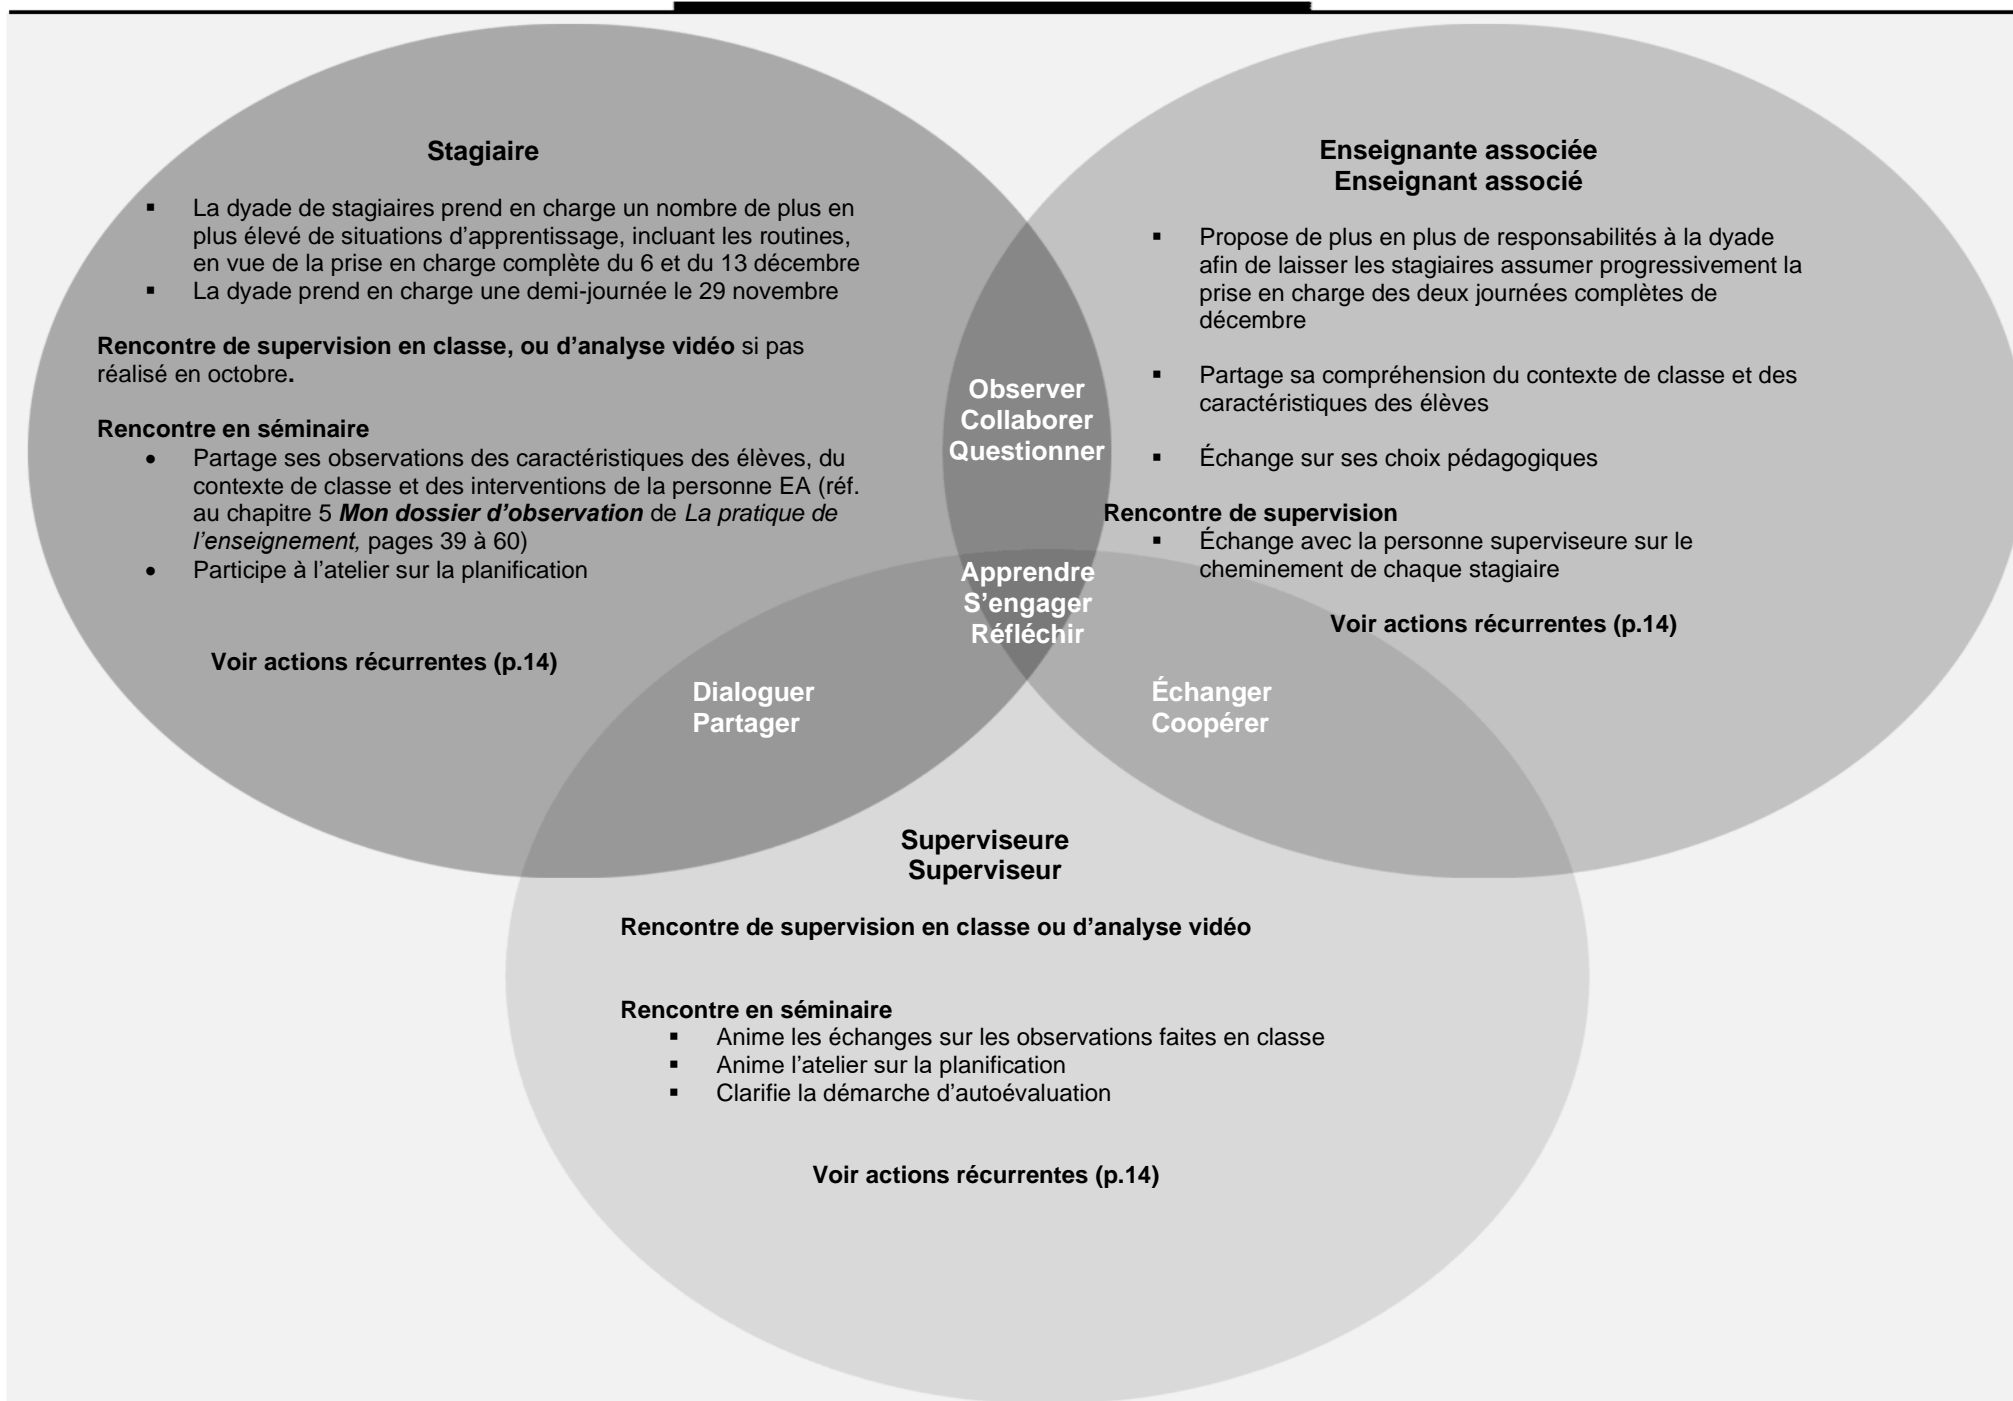 Stagiaire
▪ La dyade de stagiaires prend en charge un nombre de plus en
plus élevé de situations d’apprentissage, incluant les routines,
en vue de la prise en charge complète du 6 et du 13 décembre
▪ La dyade prend en charge une demi-journée le 29 novembre
Rencontre de supervision en classe, ou d’analyse vidéo si pas
réalisé en octobre.
Rencontre en séminaire
• Partage ses observations des caractéristiques des élèves, du
contexte de classe et des interventions de la personne EA (réf.
au chapitre 5 Mon dossier d’observation de La pratique de
l’enseignement, pages 39 à 60)
• Participe à l’atelier sur la planification
Voir actions récurrentes (p.14)
Observer
Collaborer
Questionner
Enseignante associée
Enseignant associé
▪ Propose de plus en plus de responsabilités à la dyade
afin de laisser les stagiaires assumer progressivement la
prise en charge des deux journées complètes de
décembre
▪ Partage sa compréhension du contexte de classe et des
caractéristiques des élèves
▪ Échange sur ses choix pédagogiques
Rencontre de supervision
▪ Échange avec la personne superviseure sur le
cheminement de chaque stagiaire
Voir actions récurrentes (p.14)
Apprendre
S’engager
Réfléchir
Dialoguer
Partager
Échanger
Coopérer
Superviseure
Superviseur
Rencontre de supervision en classe ou d’analyse vidéo
Rencontre en séminaire
▪ Anime les échanges sur les observations faites en classe
▪ Anime l’atelier sur la planification
▪ Clarifie la démarche d’autoévaluation
Voir actions récurrentes (p.14)